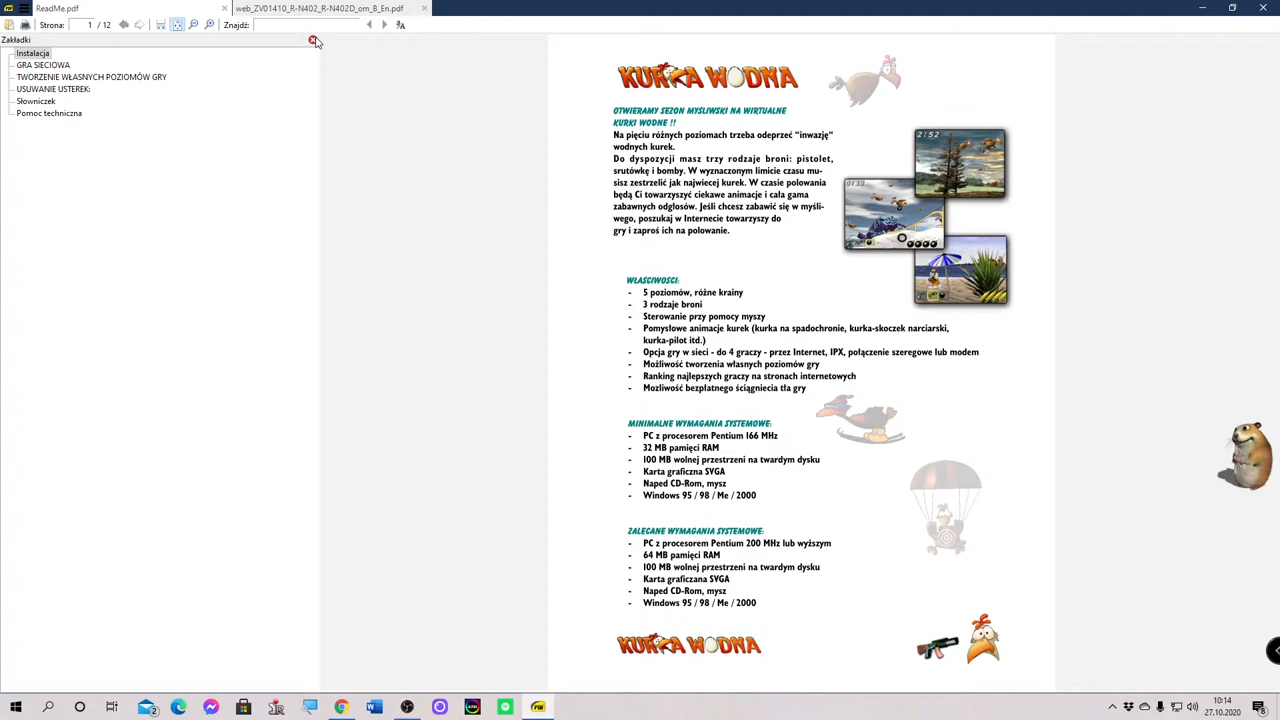 ReadMe.pdf
web_ZV01410_R-N402_R-N402D_om_B_En.pdf
Strona:
1 / 12
Znajdź:
Zakładki
Instalacja
GRA SIECIOWA
TWORZENIE WŁASNYCH POZIOMÓW GRY
USUWANIE USTEREK:
Słowniczek
Pomoc techniczna
KURKA WODNA
OTWIERAMY SEZON MYŚLIWSKI NA WIRTUALNE
KURKI WODNE !!
Na pięciu różnych poziomach trzeba odeprzeć “inwazję“
wodnych kurek.
Do dyspozycji masz trzy rodzaje broni: pistolet,
srutówkę i bomby. W wyznaczonym limicie czasu mu-
sisz zestrzelić jak najwiecej kurek. W czasie polowania
będą Ci towarzyszyć ciekawe animacje i cała gama
zabawnych odgłosów. Jeśli chcesz zabawić się w myśli-
wego, poszukaj w Internecie towarzyszy do
gry i zaproś ich na polowanie.
2:52
WŁAŚCIWOŚCI:
- 5 poziomów, różne krainy
- 3 rodzaje broni
- Sterowanie przy pomocy myszy
- Pomysłowe animacje kurek (kurka na spadochronie, kurka-skoczek narciarski,
kurka-pilot itd.)
- Opcja gry w sieci - do 4 graczy - przez Internet, IPX, połączenie szeregowe lub modem
- Możliwość tworzenia własnych poziomów gry
- Ranking najlepszych graczy na stronach internetowych
- Mozliwość bezpłatnego ściągniecia tła gry
MINIMALNE WYMAGANIA SYSTEMOWE:
- PC z procesorem Pentium 166 MHz
- 32 MB pamięci RAM
- 100 MB wolnej przestrzeni na twardym dysku
- Karta graficzna SVGA
- Naped CD-Rom, mysz
- Windows 95 / 98 / Me / 2000
ZALECANE WYMAGANIA SYSTEMOWE:
- PC z procesorem Pentium 200 MHz lub wyższym
- 64 MB pamięci RAM
- 100 MB wolnej przestrzeni na twardym dysku
- Karta graficzana SVGA
- Naped CD-Rom, mysz
- Windows 95 / 98 / Me / 2000
KURKA WODNA
10:14
27.10.2020